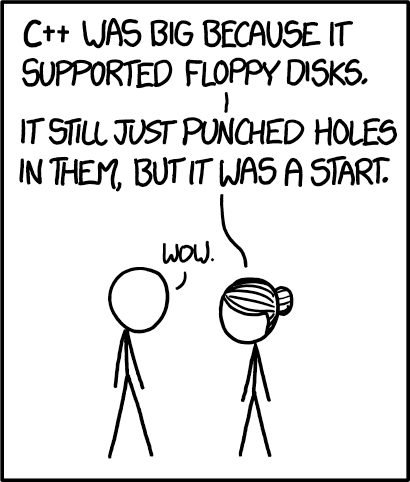 C++ WAS BIG BECAUSE IT
SUPPORTED FLOPPY DISKS.
IT STILL JUST PUNCHED HOLES
IN THEM, BUT IT WAS A START.
WOW.